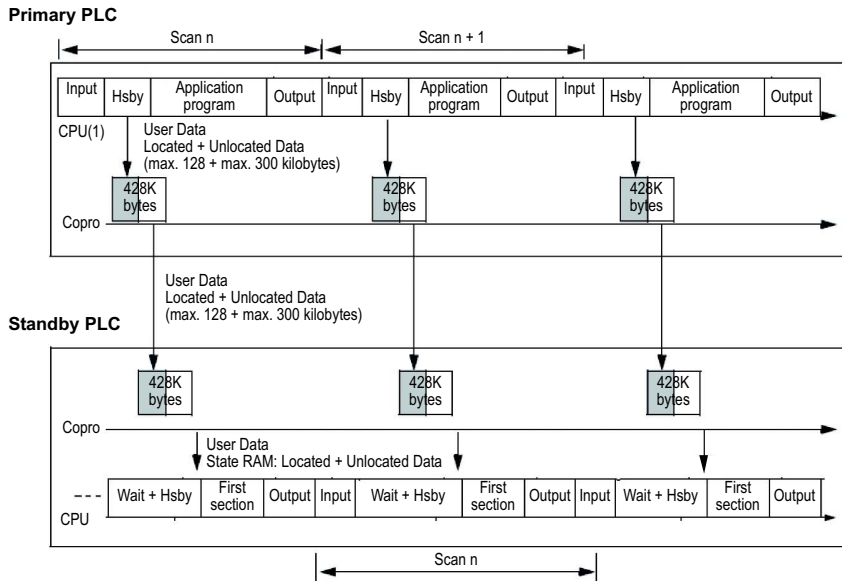 Primary PLC
Scan n
Scan n + 1
Input
Hsby
Application
program
Output
Input
Hsby
Application
program
Output
Input
Hsby
Application
program
Output
CPU(1)
User Data
Located + Unlocated Data
(max. 128 + max. 300 kilobytes)
428K
bytes
428K
bytes
428K
bytes
Copro
User Data
Located + Unlocated Data
(max. 128 + max. 300 kilobytes)
Standby PLC
428K
bytes
428K
bytes
428K
bytes
Copro
User Data
State RAM: Located + Unlocated Data
Wait + Hsby
First
section
Output
Input
Wait + Hsby
First
section
Output
Input
Wait + Hsby
First
section
Output
CPU
Scan n